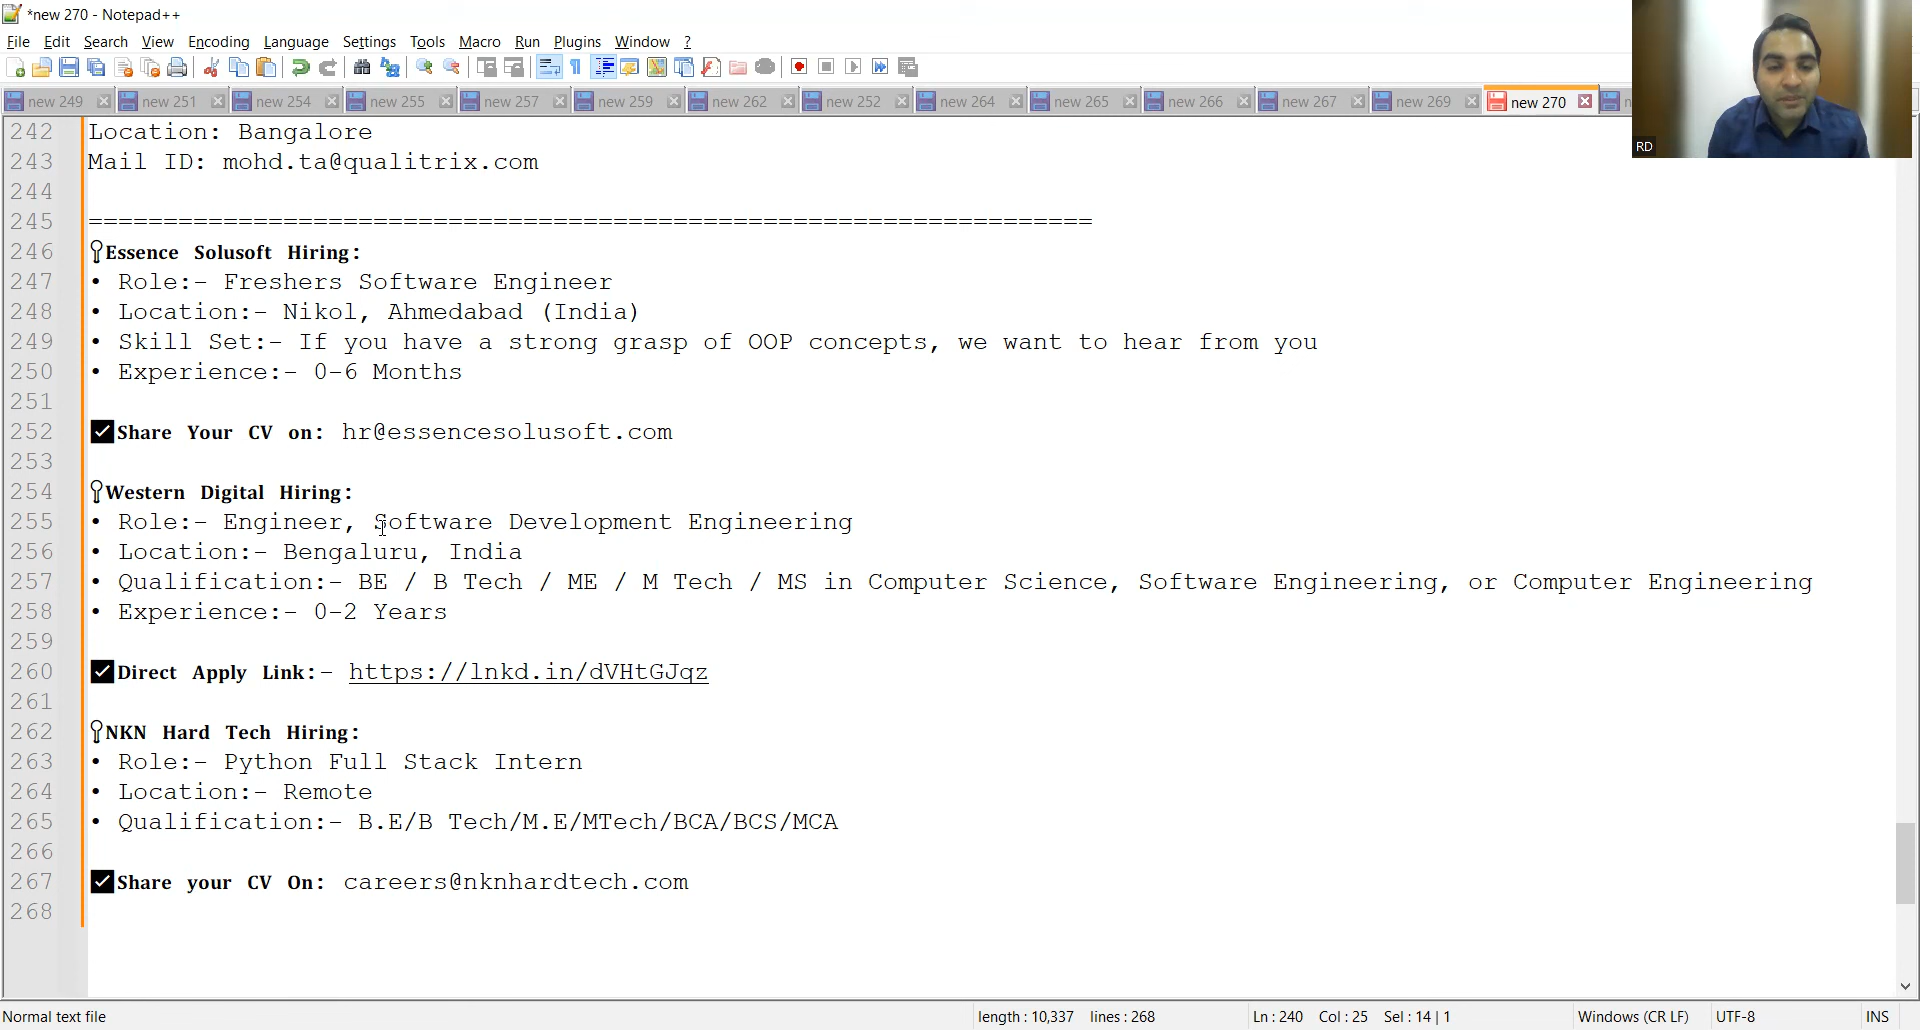 *new 270 - Notepad++
File Edit Search View Encoding Language Settings Tools Macro Run Plugins Window ?
new 249 new 251 new 254 new 255 new 257 new 259 new 262 new 252 new 264 new 265 new 266 new 267 new 269 new 270
RD
242 Location: Bangalore
243 Mail ID: mohd.ta@qualitrix.com
244
245 ===================================================================
246 Essence Solusoft Hiring:
247 • Role:- Freshers Software Engineer
248 • Location:- Nikol, Ahmedabad (India)
249 • Skill Set:- If you have a strong grasp of OOP concepts, we want to hear from you
250 • Experience:- 0-6 Months
251
252 ✅Share Your CV on: hr@essencesolusoft.com
253
254 Western Digital Hiring:
255 • Role:- Engineer, Software Development Engineering
256 • Location:- Bengaluru, India
257 • Qualification:- BE / B Tech / ME / M Tech / MS in Computer Science, Software Engineering, or Computer Engineering
258 • Experience:- 0-2 Years
259
260 ✅Direct Apply Link:- https://lnkd.in/dVHtGJqz
261
262 NKN Hard Tech Hiring:
263 • Role:- Python Full Stack Intern
264 • Location:- Remote
265 • Qualification:- B.E/B Tech/M.E/MTech/BCA/BCS/MCA
266
267 ✅Share your CV On: careers@nknhardtech.com
268
Normal text file length : 10,337 lines : 268 Ln : 240 Col : 25 Sel : 14 | 1 Windows (CR LF) UTF-8 INS